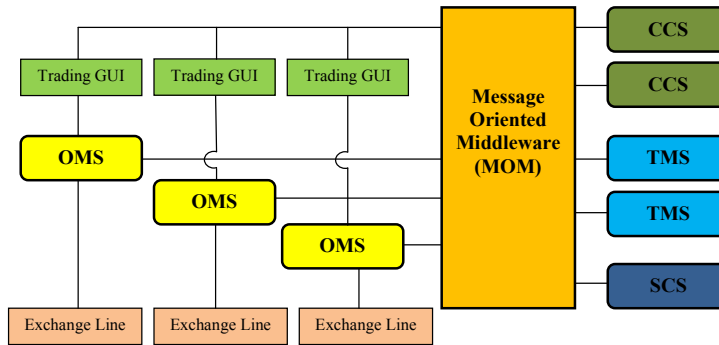 CCS
Trading GUI
Trading GUI
Trading GUI
CCS
Message
Oriented
Middleware
(MOM)
OMS
TMS
OMS
TMS
OMS
SCS
Exchange Line
Exchange Line
Exchange Line